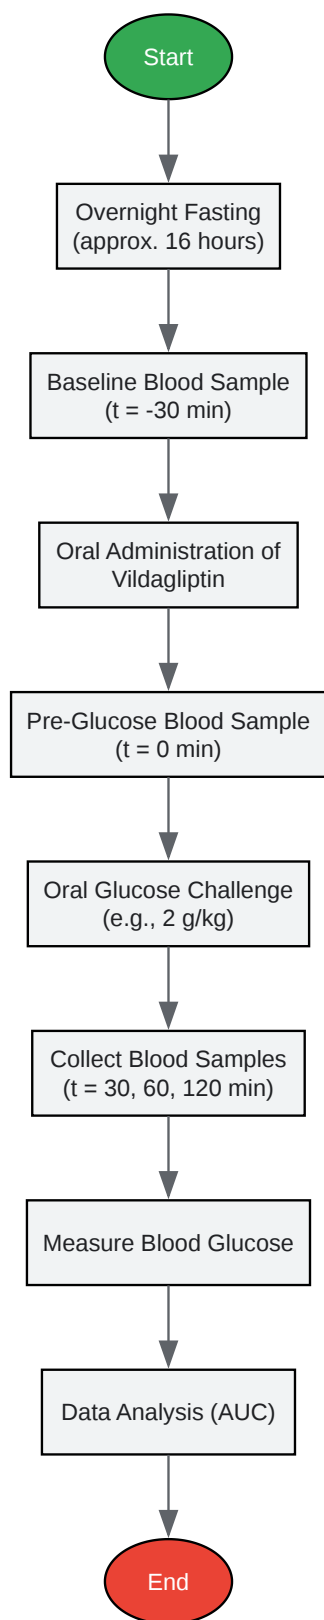 Start
Overnight Fasting
(approx. 16 hours)
Baseline Blood Sample
(t = -30 min)
Oral Administration of
Vildagliptin
Pre-Glucose Blood Sample
(t = 0 min)
Oral Glucose Challenge
(e.g., 2 g/kg)
Collect Blood Samples
(t = 30, 60, 120 min)
Measure Blood Glucose
Data Analysis (AUC)
End